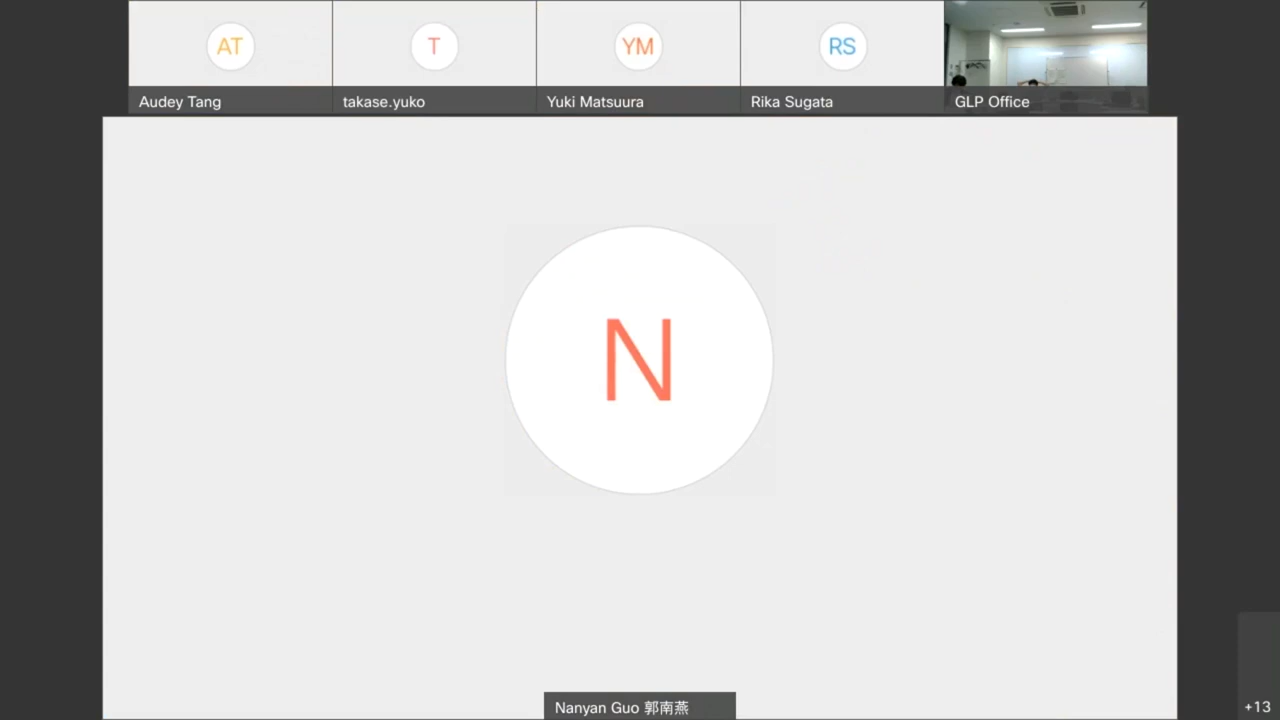 AT
T
YM
RS
Audey Tang
takase.yuko
Yuki Matsuura
Rika Sugata
GLP Office
N
Nanyan Guo 郭南燕
+13